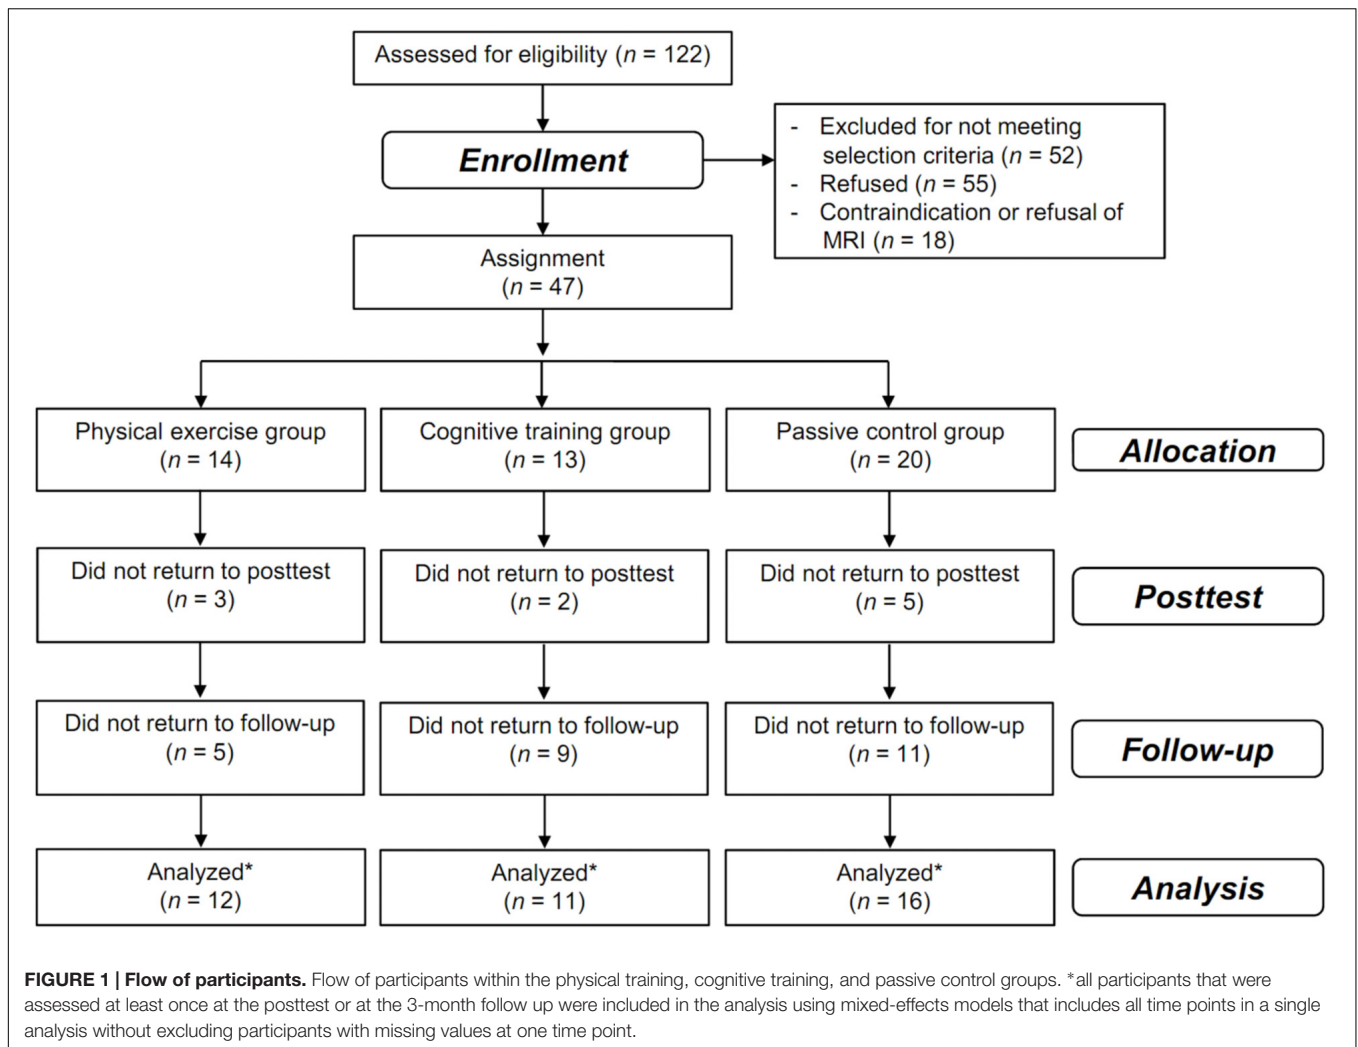 Assessed for eligibility (n = 122)
Enrollment
- Excluded for not meeting
selection criteria (n = 52)
- Refused (n = 55)
- Contraindication or refusal of
MRI (n = 18)
Assignment
(n = 47)
Physical exercise group
(n = 14)
Cognitive training group
(n = 13)
Passive control group
(n = 20)
Allocation
Did not return to posttest
(n = 3)
Did not return to posttest
(n = 2)
Did not return to posttest
(n = 5)
Posttest
Did not return to follow-up
(n = 5)
Did not return to follow-up
(n = 9)
Did not return to follow-up
(n = 11)
Follow-up
Analyzed*
(n = 12)
Analyzed*
(n = 11)
Analyzed*
(n = 16)
Analysis
FIGURE 1 | Flow of participants. Flow of participants within the physical training, cognitive training, and passive control groups. *all participants that were
assessed at least once at the posttest or at the 3-month follow up were included in the analysis using mixed-effects models that includes all time points in a single
analysis without excluding participants with missing values at one time point.